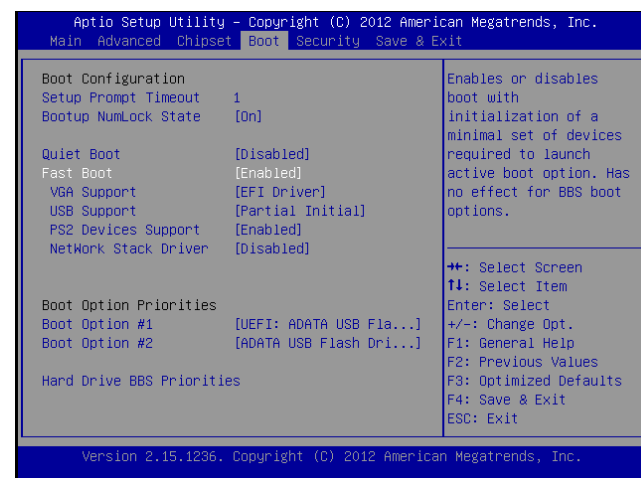 Aptio Setup Utility – Copyright (C) 2012 American Megatrends, Inc.
Main Advanced Chipset Boot Security Save & Exit
Boot Configuration
Setup Prompt Timeout 1
Bootup NumLock State [On]
Quiet Boot [Disabled]
Fast Boot [Enabled]
VGA Support [EFI Driver]
USB Support [Partial Initial]
PS2 Devices Support [Enabled]
NetWork Stack Driver [Disabled]
Boot Option Priorities
Boot Option #1 [UEFI: ADATA USB Fla...]
Boot Option #2 [ADATA USB Flash Dri...]
Hard Drive BBS Priorities
Enables or disables
boot with
initialization of a
minimal set of devices
required to launch
active boot option. Has
no effect for BBS boot
options.
→←: Select Screen
↑↓: Select Item
Enter: Select
+/-: Change Opt.
F1: General Help
F2: Previous Values
F3: Optimized Defaults
F4: Save & Exit
ESC: Exit
Version 2.15.1236. Copyright (C) 2012 American Megatrends, Inc.